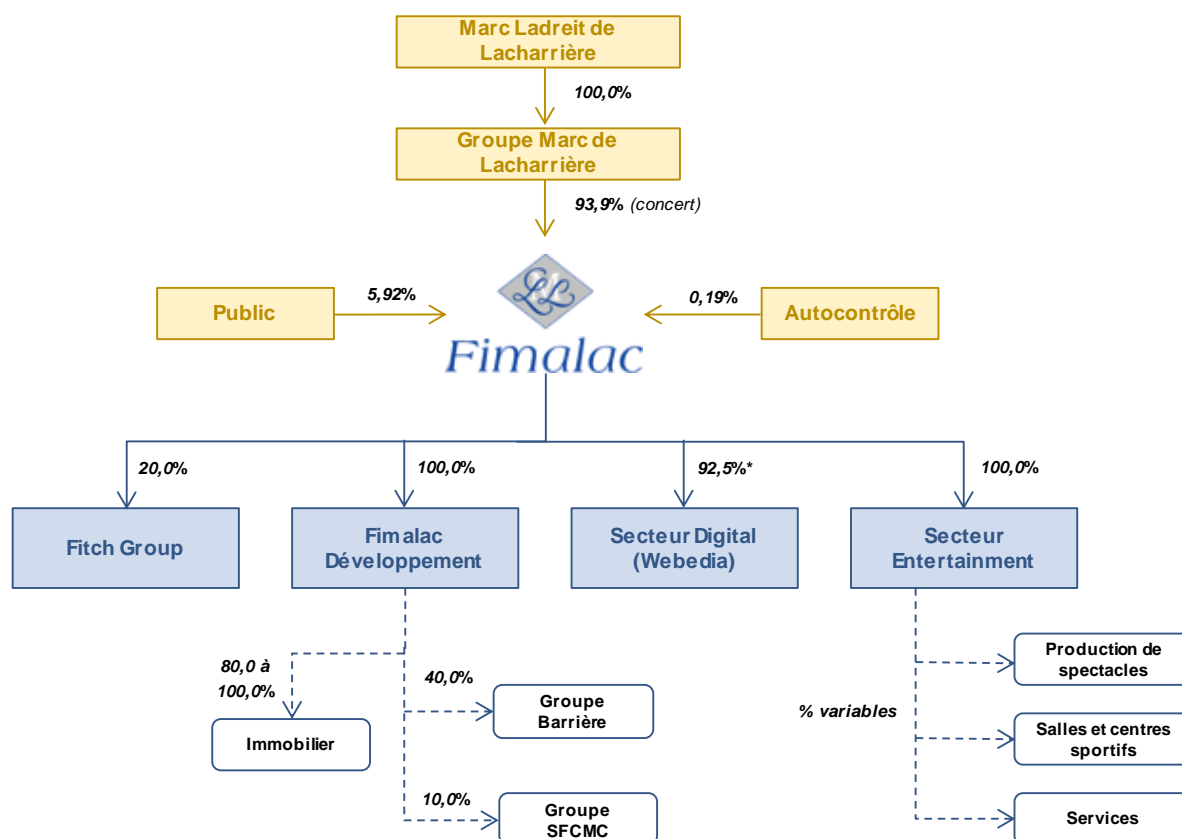 Marc Ladreit de
Lacharrière
100,0%
Groupe Marc de
Lacharrière
93,9% (concert)
Public
5,92%
0,19%
Autocontrôle
Fimalac
20,0%
100,0%
92,5%*
100,0%
Fitch Group
Fimalac
Développement
Secteur Digital
(Webedia)
Secteur
Entertainment
80,0 à
100,0%
Immobilier
40,0%
Groupe
Barrière
10,0%
Groupe
SFCMC
% variables
Production de
spectacles
Salles et centres
sportifs
Services